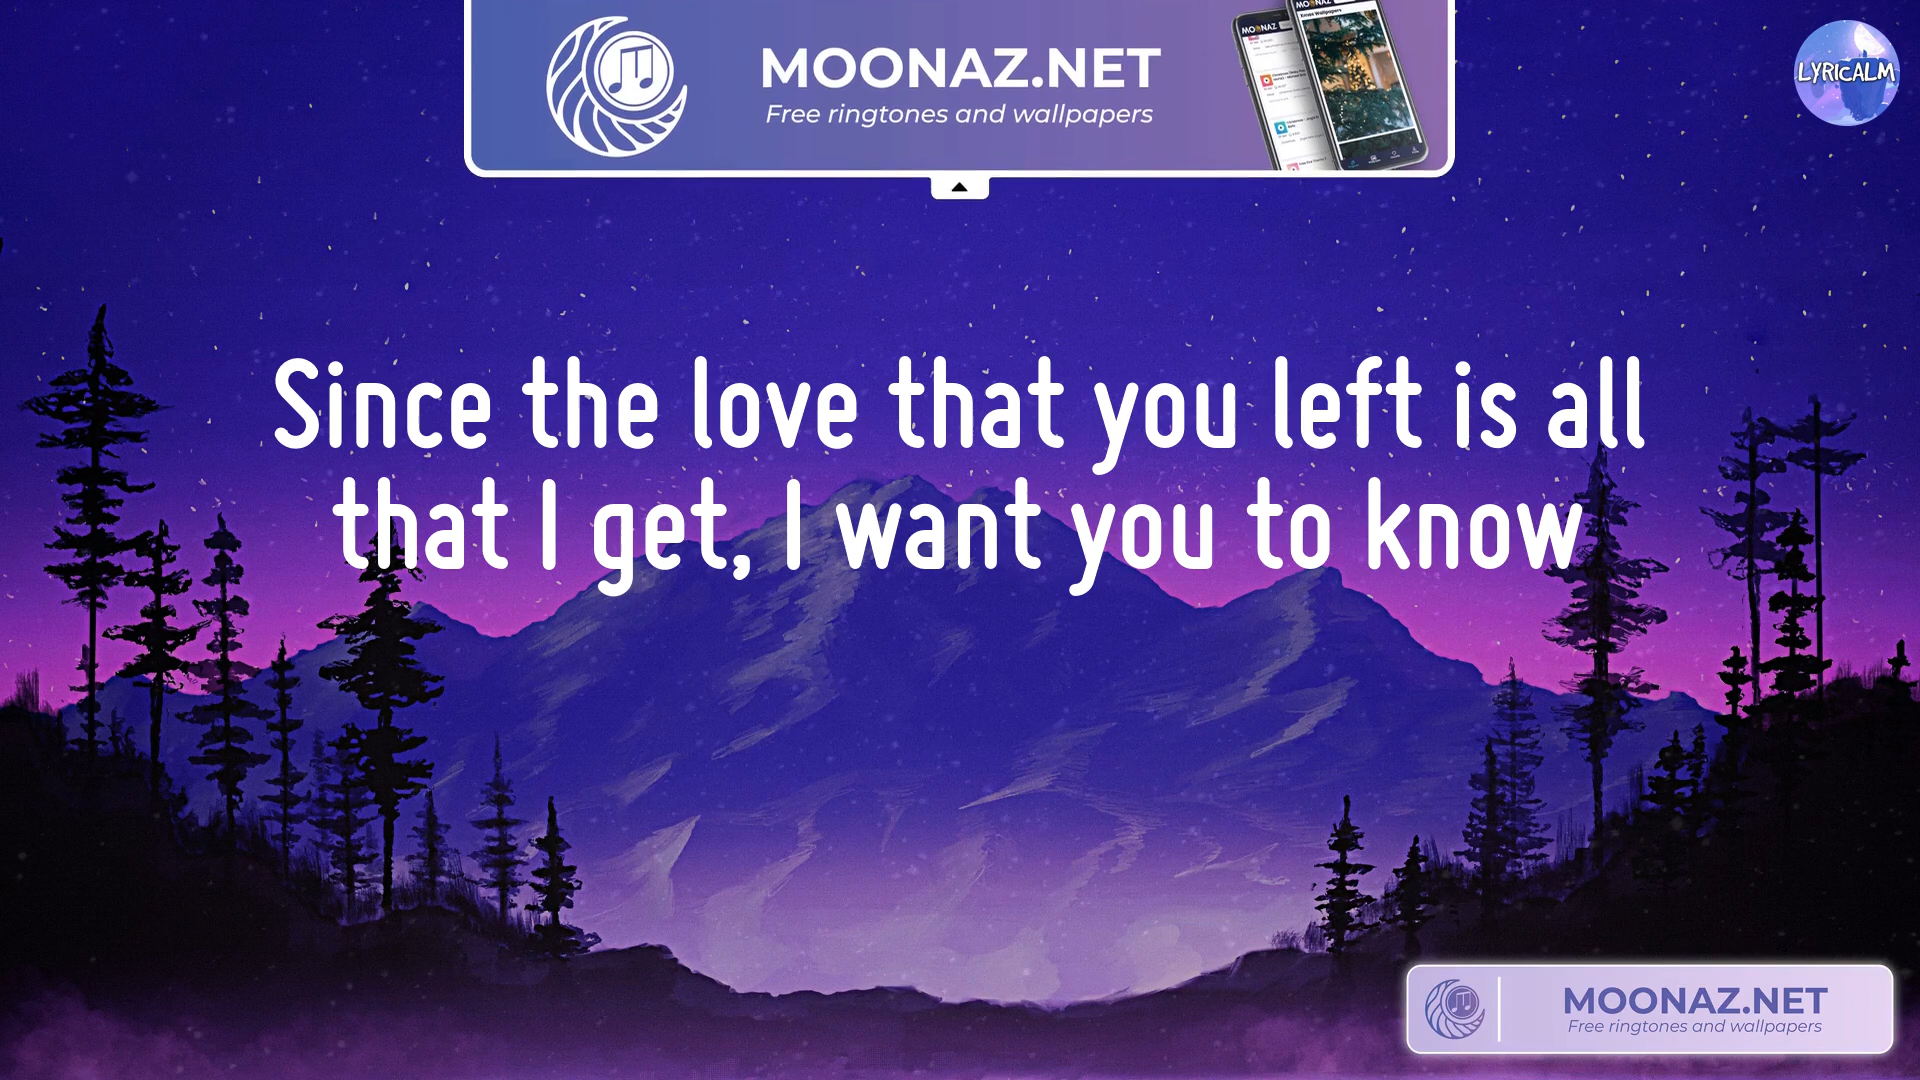 MOONAZ.NET
Free ringtones and wallpapers
LYRICALM
Since the love that you left is all
that I get, I want you to know
MOONAZ.NET
Free ringtones and wallpapers